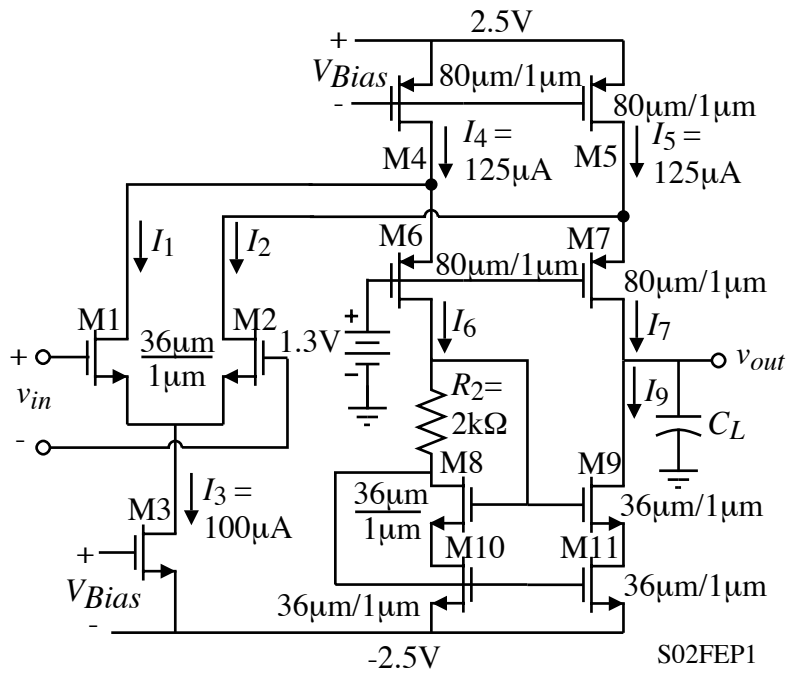 2.5V
+
VBias
-
80μm/1μm
80μm/1μm
I4 =
125μA
I5 =
125μA
M4
M5
I1
I2
M6
M7
80μm/1μm
80μm/1μm
M1
36μm
1μm
M2
1.3V
+
-
I6
I7
+
vin
-
R2=
2kΩ
I9
vout
CL
M8
M9
36μm
1μm
36μm/1μm
M3
I3 =
100μA
M10
M11
+
VBias
-
36μm/1μm
36μm/1μm
-2.5V
S02FEP1